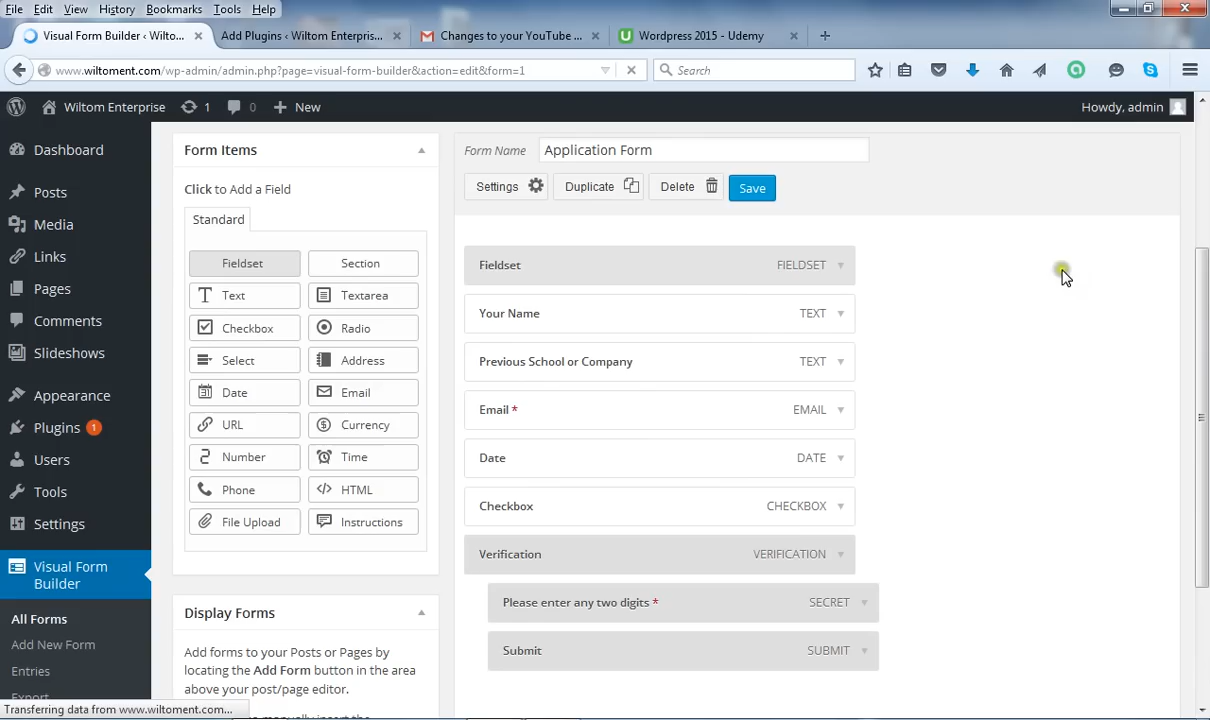 File Edit View History Bookmarks Tools Help
Visual Form Builder ‹ Wilto... × Add Plugins ‹ Wiltom Enterpris... × Changes to your YouTube ... × Wordpress 2015 - Udemy × +
www.wiltoment.com/wp-admin/admin.php?page=visual-form-builder&action=edit&form=1 Search
Wiltom Enterprise 1 0 + New Howdy, admin
Dashboard
Posts
Media
Links
Pages
Comments
Slideshows
Appearance
Plugins 1
Users
Tools
Settings
Visual Form
Builder
All Forms
Add New Form
Entries
Export
Form Items
Click to Add a Field
Standard
Fieldset Section
Text Textarea
Checkbox Radio
Select Address
Date Email
URL Currency
Number Time
Phone HTML
File Upload Instructions
Display Forms
Add forms to your Posts or Pages by
locating the Add Form button in the area
above your post/page editor.
Form Name Application Form
Settings Duplicate Delete Save
Fieldset FIELDSET
Your Name TEXT
Previous School or Company TEXT
Email * EMAIL
Date DATE
Checkbox CHECKBOX
Verification VERIFICATION
Please enter any two digits * SECRET
Submit SUBMIT
Transferring data from www.wiltoment.com...